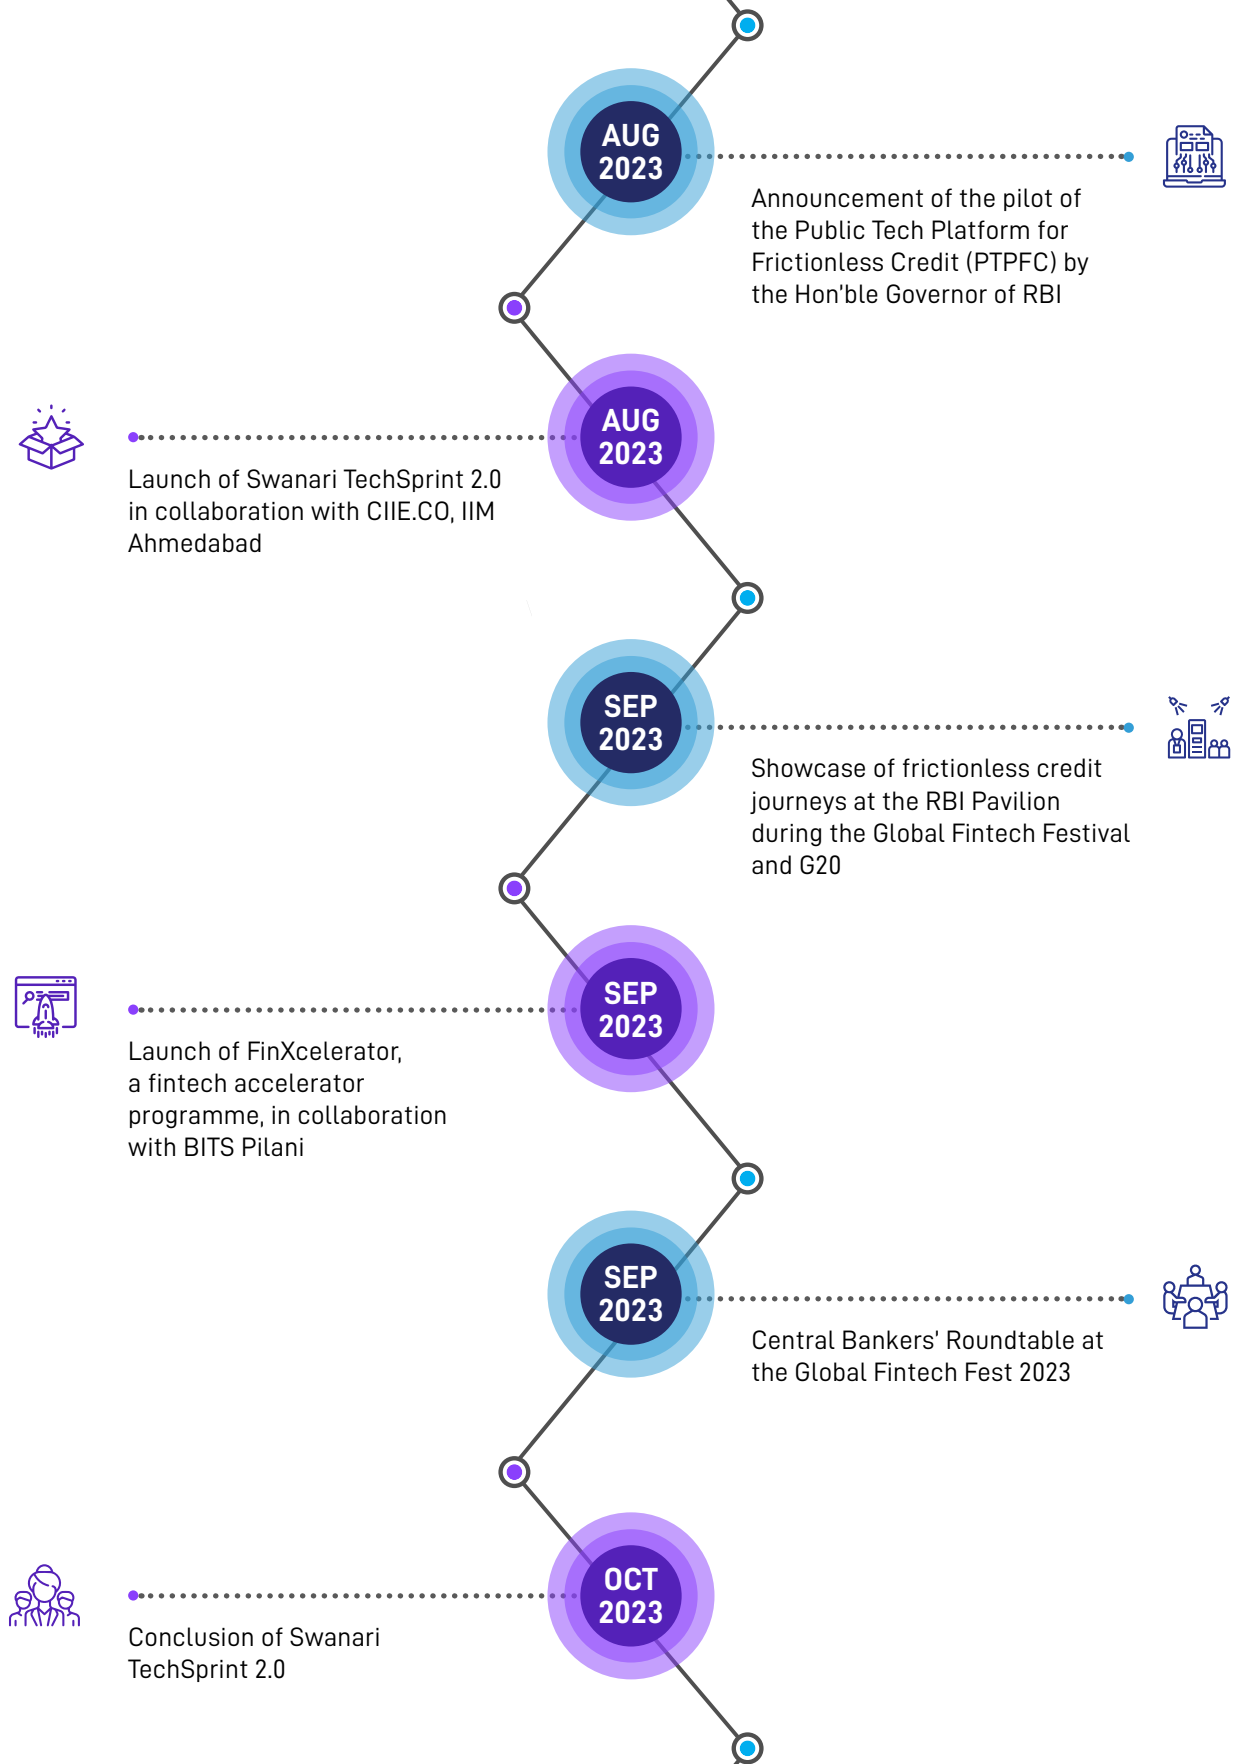 AUG
2023
Announcement of the pilot of
the Public Tech Platform for
Frictionless Credit (PTPFC) by
the Hon'ble Governor of RBI
AUG
2023
Launch of Swanari TechSprint 2.0
in collaboration with CIIE.CO, IIM
Ahmedabad
SEP
2023
Showcase of frictionless credit
journeys at the RBI Pavilion
during the Global Fintech Festival
and G20
SEP
2023
Launch of FinXcelerator,
a fintech accelerator
programme, in collaboration
with BITS Pilani
SEP
2023
Central Bankers' Roundtable at
the Global Fintech Fest 2023
OCT
2023
Conclusion of Swanari
TechSprint 2.0